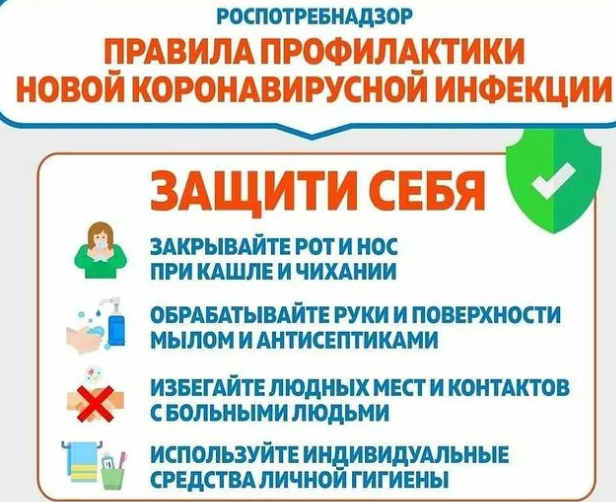 РОСПОТРЕБНАДЗОР
ПРАВИЛА ПРОФИЛАКТИКИ
НОВОЙ КОРОНАВИРУСНОЙ ИНФЕКЦИИ
ЗАЩИТИ СЕБЯ
ЗАКРЫВАЙТЕ РОТ И НОС
ПРИ КАШЛЕ И ЧИХАНИИ
ОБРАБАТЫВАЙТЕ РУКИ И ПОВЕРХНОСТИ
МЫЛОМ И АНТИСЕПТИКАМИ
ИЗБЕГАЙТЕ ЛЮДНЫХ МЕСТ И КОНТАКТОВ
С БОЛЬНЫМИ ЛЮДЬМИ
ИСПОЛЬЗУЙТЕ ИНДИВИДУАЛЬНЫЕ
СРЕДСТВА ЛИЧНОЙ ГИГИЕНЫ